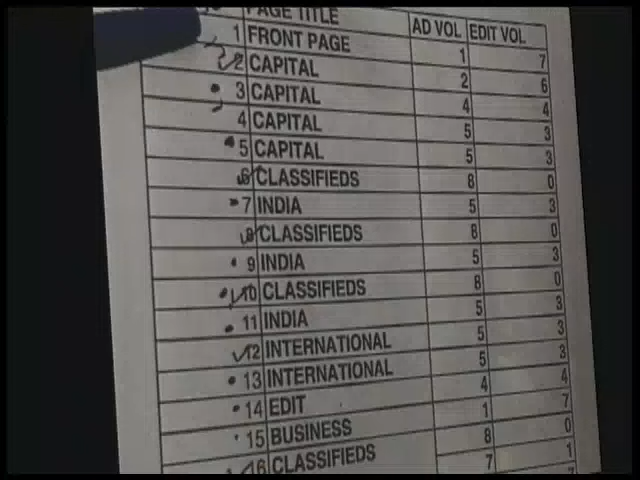 PAGE TITLE AD VOL EDIT VOL
1 FRONT PAGE 1 7
2 CAPITAL 2 6
3 CAPITAL 4 4
4 CAPITAL 5 3
5 CAPITAL 5 3
6 CLASSIFIEDS 8 0
7 INDIA 5 3
8 CLASSIFIEDS 8 0
9 INDIA 5 3
10 CLASSIFIEDS 8 0
11 INDIA 5 3
12 INTERNATIONAL 5 3
13 INTERNATIONAL 5 3
14 EDIT 4 4
15 BUSINESS 1 7
16 CLASSIFIEDS 8 0
7 1